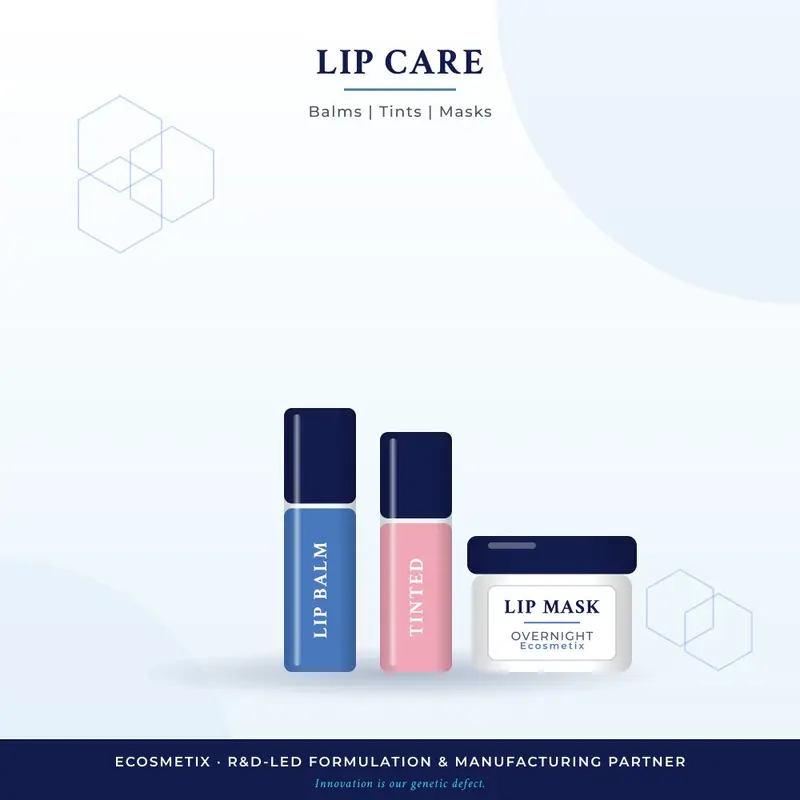 LIP CARE
Balms | Tints | Masks
LIP BALM
TINTED
LIP MASK
OVERNIGHT
Ecosmetix
ECOSMETIX · R&D-LED FORMULATION & MANUFACTURING PARTNER
Innovation is our genetic defect.